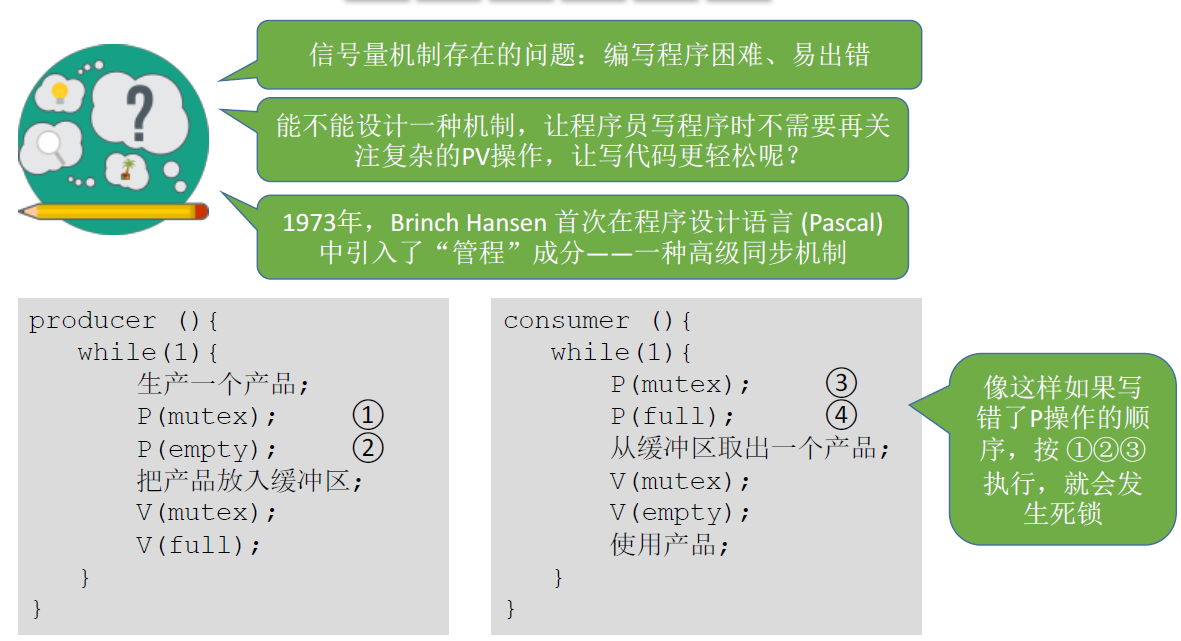 信号量机制存在的问题：编写程序困难、易出错
能不能设计一种机制，让程序员写程序时不需要再关
注复杂的PV操作，让写代码更轻松呢？
1973年，Brinch Hansen 首次在程序设计语言 (Pascal)
中引入了“管程”成分——一种高级同步机制
producer (){
while(1){
生产一个产品;
P(mutex); ①
P(empty); ②
把产品放入缓冲区;
V(mutex);
V(full);
}
}
consumer (){
while(1){
P(mutex); ③
P(full); ④
从缓冲区取出一个产品;
V(mutex);
V(empty);
使用产品;
}
}
像这样如果写
错了P操作的顺
序，按 ①②③
执行，就会发
生死锁